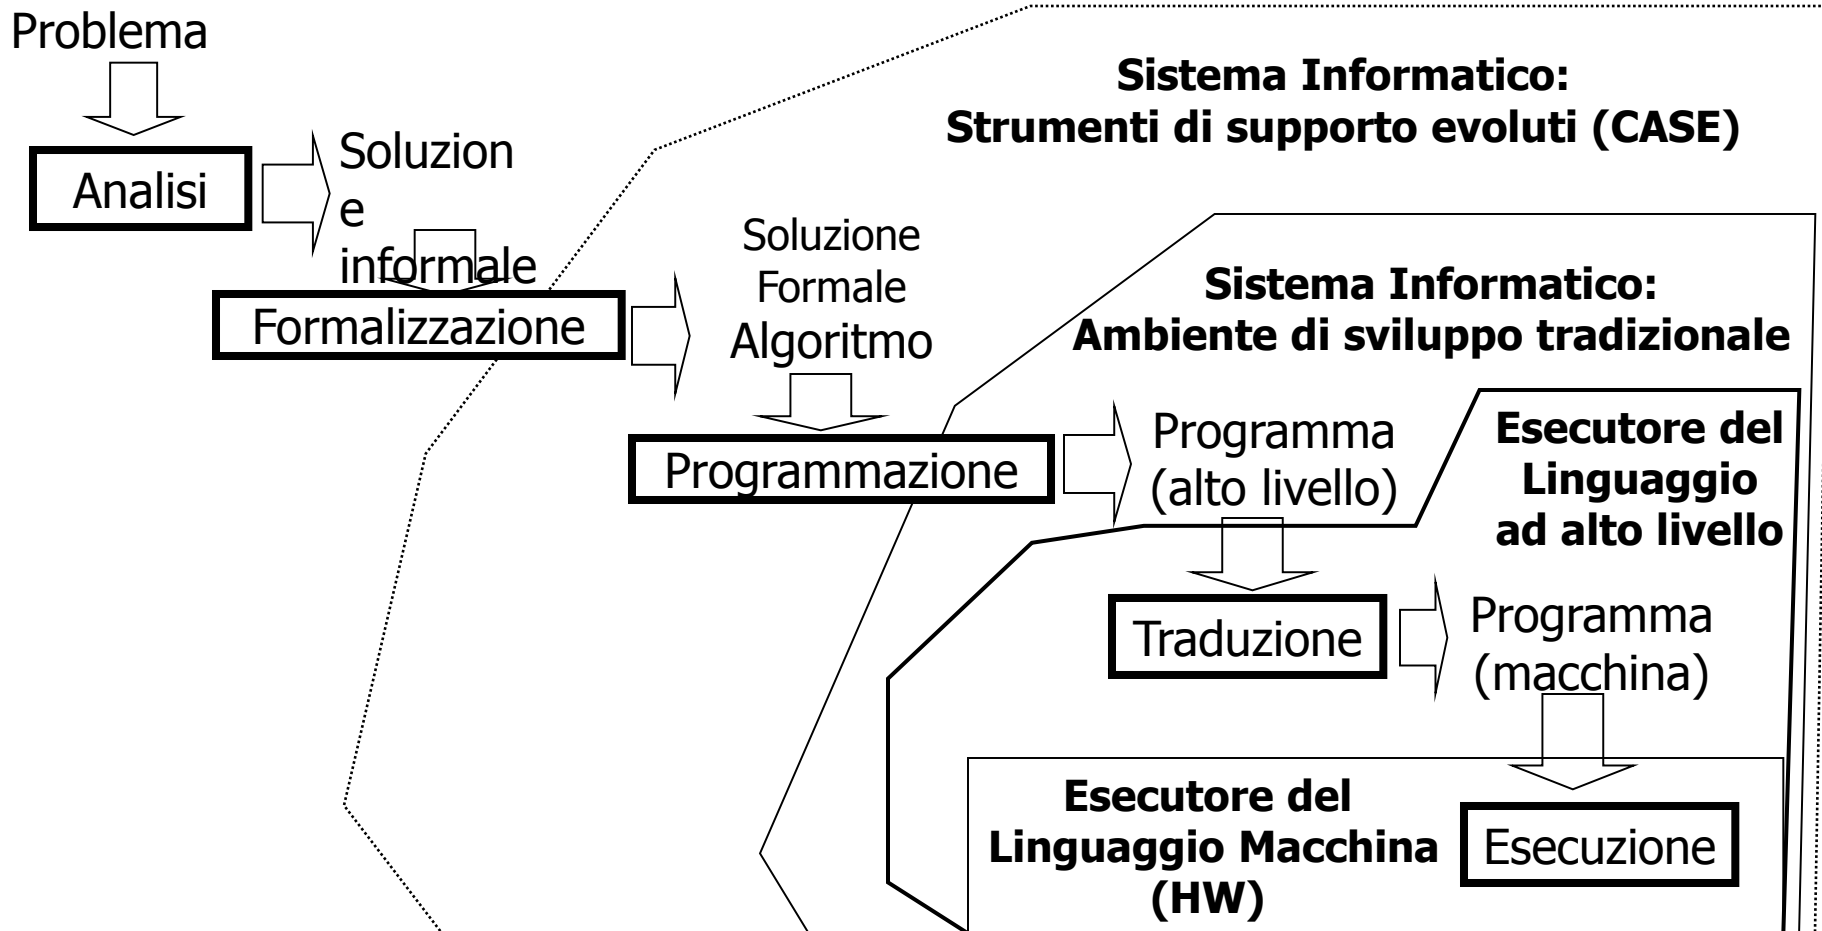 Problema
Sistema Informatico:
Strumenti di supporto evoluti (CASE)
Analisi
Soluzion
e
informale
Formalizzazione
Soluzione
Formale
Algoritmo
Sistema Informatico:
Ambiente di sviluppo tradizionale
Programmazione
Programma
(alto livello)
Esecutore del
Linguaggio
ad alto livello
Traduzione
Programma
(macchina)
Esecutore del
Linguaggio Macchina
(HW)
Esecuzione